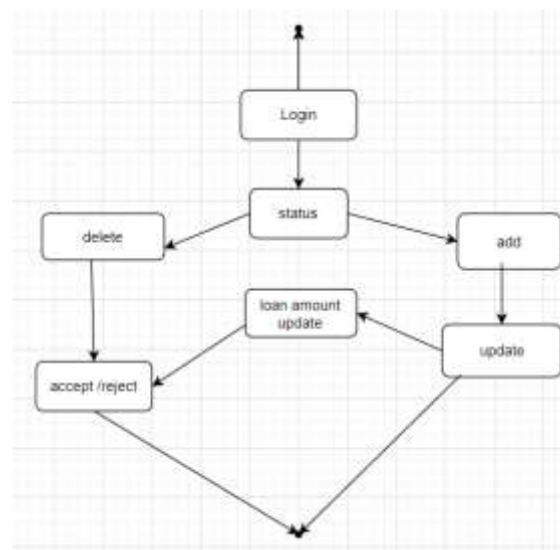 Login
status
delete
add
loan amount
update
update
accept /reject